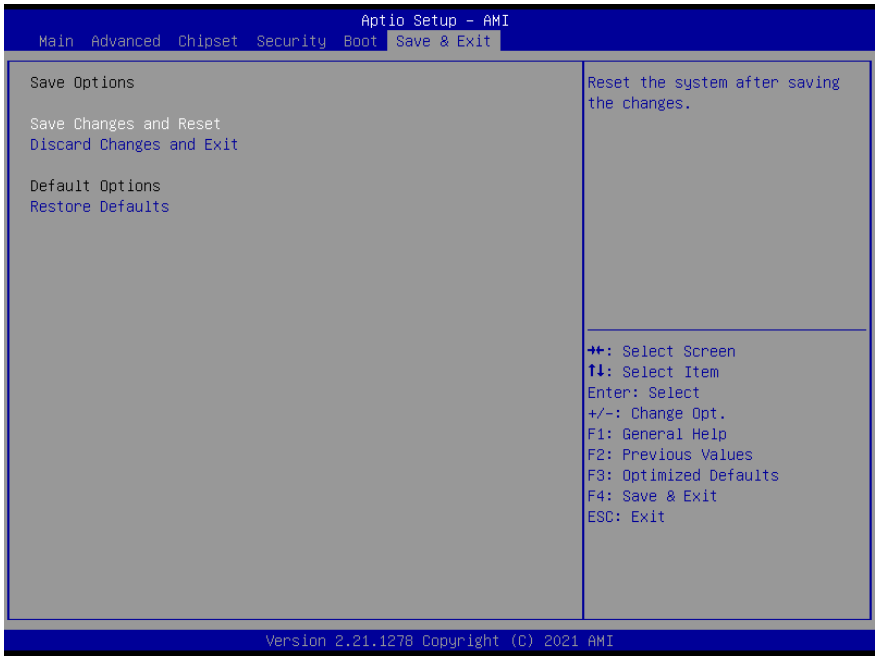 Aptio Setup – AMI
Main Advanced Chipset Security Boot Save & Exit
Save Options
Save Changes and Reset
Discard Changes and Exit
Default Options
Restore Defaults
Reset the system after saving
the changes.
→←: Select Screen
↑↓: Select Item
Enter: Select
+/-: Change Opt.
F1: General Help
F2: Previous Values
F3: Optimized Defaults
F4: Save & Exit
ESC: Exit
Version 2.21.1278 Copyright (C) 2021 AMI